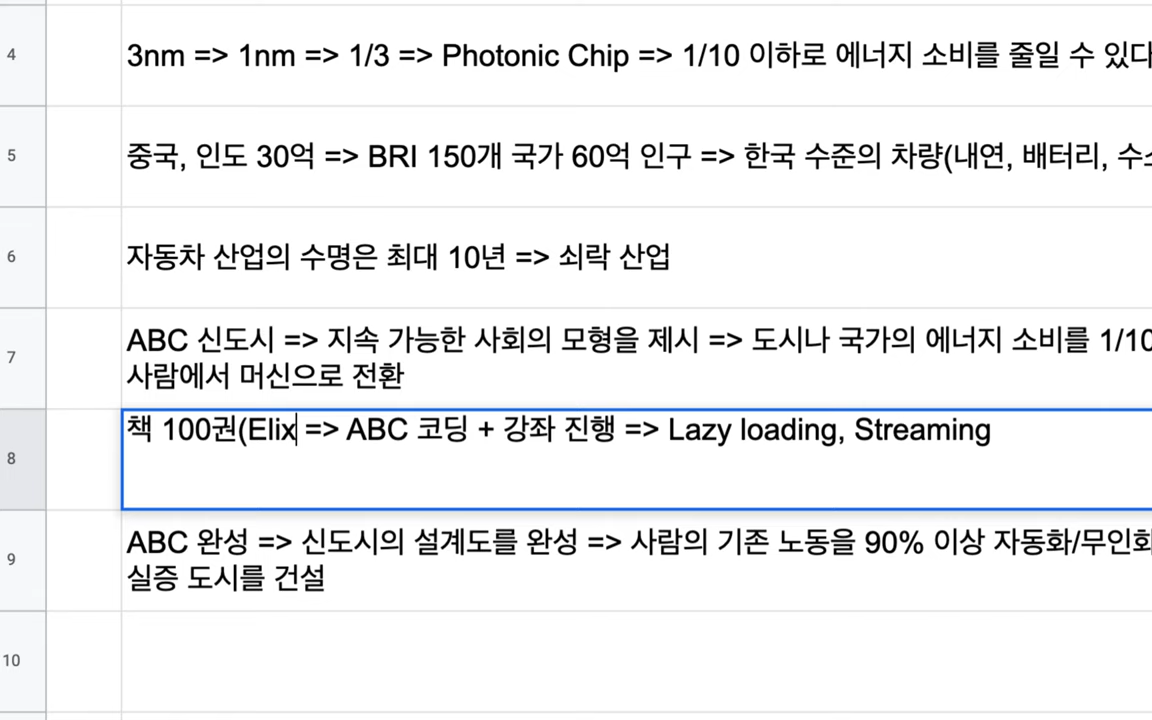 4
3nm => 1nm => 1/3 => Photonic Chip => 1/10 이하로 에너지 소비를 줄일 수 있다
5
중국, 인도 30억 => BRI 150개 국가 60억 인구 => 한국 수준의 차량(내연, 배터리, 수소
6
자동차 산업의 수명은 최대 10년 => 쇠락 산업
7
ABC 신도시 => 지속 가능한 사회의 모형을 제시 => 도시나 국가의 에너지 소비를 1/10
사람에서 머신으로 전환
8
책 100권(Elix => ABC 코딩 + 강좌 진행 => Lazy loading, Streaming
9
ABC 완성 => 신도시의 설계도를 완성 => 사람의 기존 노동을 90% 이상 자동화/무인화
실증 도시를 건설
10